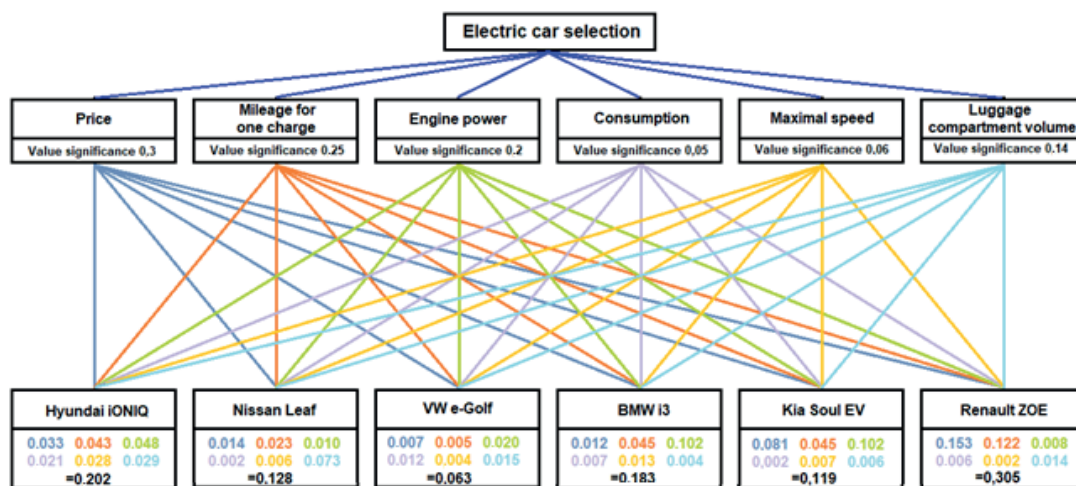 Electric car selection
Price
Value significance 0,3
Mileage for
one charge
Value significance 0.25
Engine power
Value significance 0.2
Consumption
Value significance 0,05
Maximal speed
Value significance 0,06
Luggage
compartment volume
Value significance 0.14
Hyundai iONIQ
0.033 0.043 0.048
0.021 0.028 0.029
=0.202
Nissan Leaf
0.014 0.023 0.010
0.002 0.006 0.073
=0,128
VW e-Golf
0.007 0.005 0.020
0.012 0.004 0.015
=0,063
BMW i3
0.012 0.045 0.102
0.007 0.013 0.004
=0.183
Kia Soul EV
0.081 0.045 0.102
0.002 0.007 0.006
=0,119
Renault ZOE
0.153 0.122 0.008
0.006 0.002 0.014
=0,305